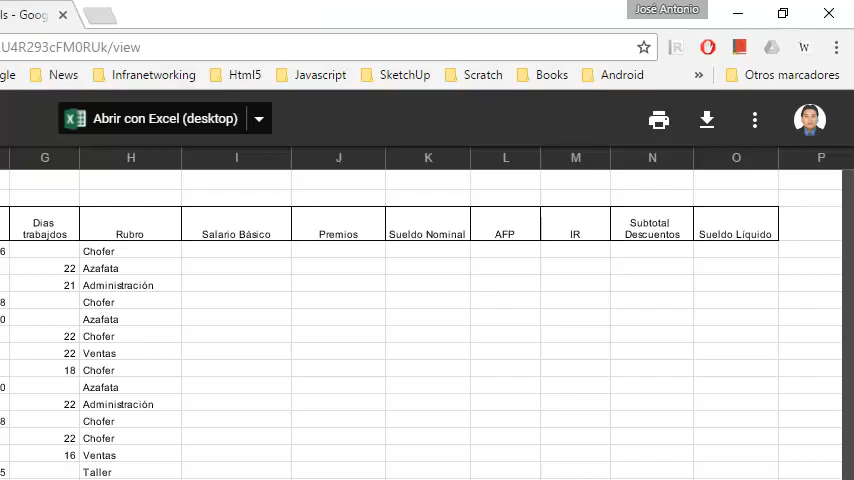 José Antonio
ls - Goog
U4R293cFM0RUk/view
gle News Infranetworking Html5 Javascript SketchUp Scratch Books Android » Otros marcadores
Abrir con Excel (desktop)
G H I J K L M N O P
Dias trabajdos Rubro Salario Básico Premios Sueldo Nominal AFP IR Subtotal Descuentos Sueldo Líquido
6 Chofer
22 Azafata
21 Administración
8 Chofer
0 Azafata
22 Chofer
22 Ventas
18 Chofer
0 Azafata
22 Administración
8 Chofer
22 Chofer
16 Ventas
5 Taller